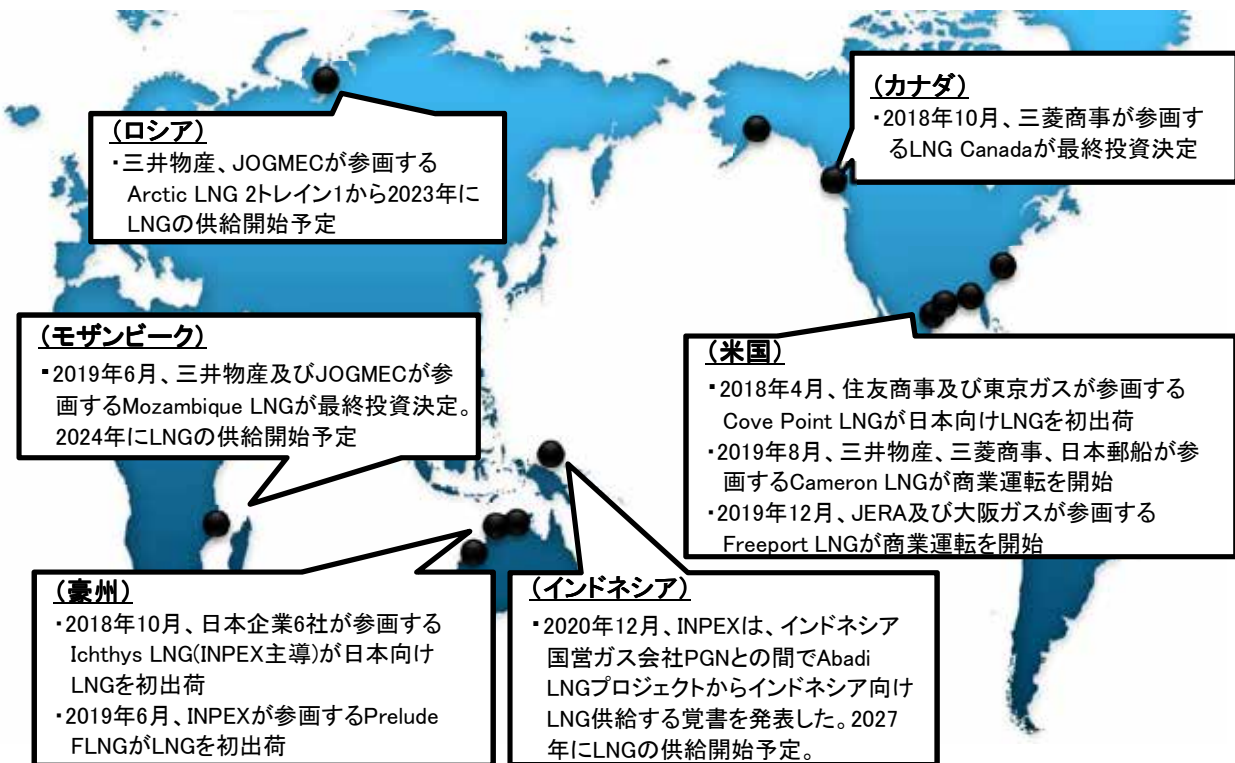 (ロシア)
・三井物産、JOGMECが参画する
Arctic LNG 2トレイン1から2023年に
LNGの供給開始予定
(カナダ)
・2018年10月、三菱商事が参画す
るLNG Canadaが最終投資決定
(モザンビーク)
・2019年6月、三井物産及びJOGMECが参
画するMozambique LNGが最終投資決定。
2024年にLNGの供給開始予定
(米国)
・2018年4月、住友商事及び東京ガスが参画する
Cove Point LNGが日本向けLNGを初出荷
・2019年8月、三井物産、三菱商事、日本郵船が参
画するCameron LNGが商業運転を開始
・2019年12月、JERA及び大阪ガスが参画する
Freeport LNGが商業運転を開始
(豪州)
・2018年10月、日本企業6社が参画する
Ichthys LNG(INPEX主導)が日本向け
LNGを初出荷
・2019年6月、INPEXが参画するPrelude
FLNGがLNGを初出荷
(インドネシア)
・2020年12月、INPEXは、インドネシア
国営ガス会社PGNとの間でAbadi
LNGプロジェクトからインドネシア向け
LNG供給する覚書を発表した。2027
年にLNGの供給開始予定。